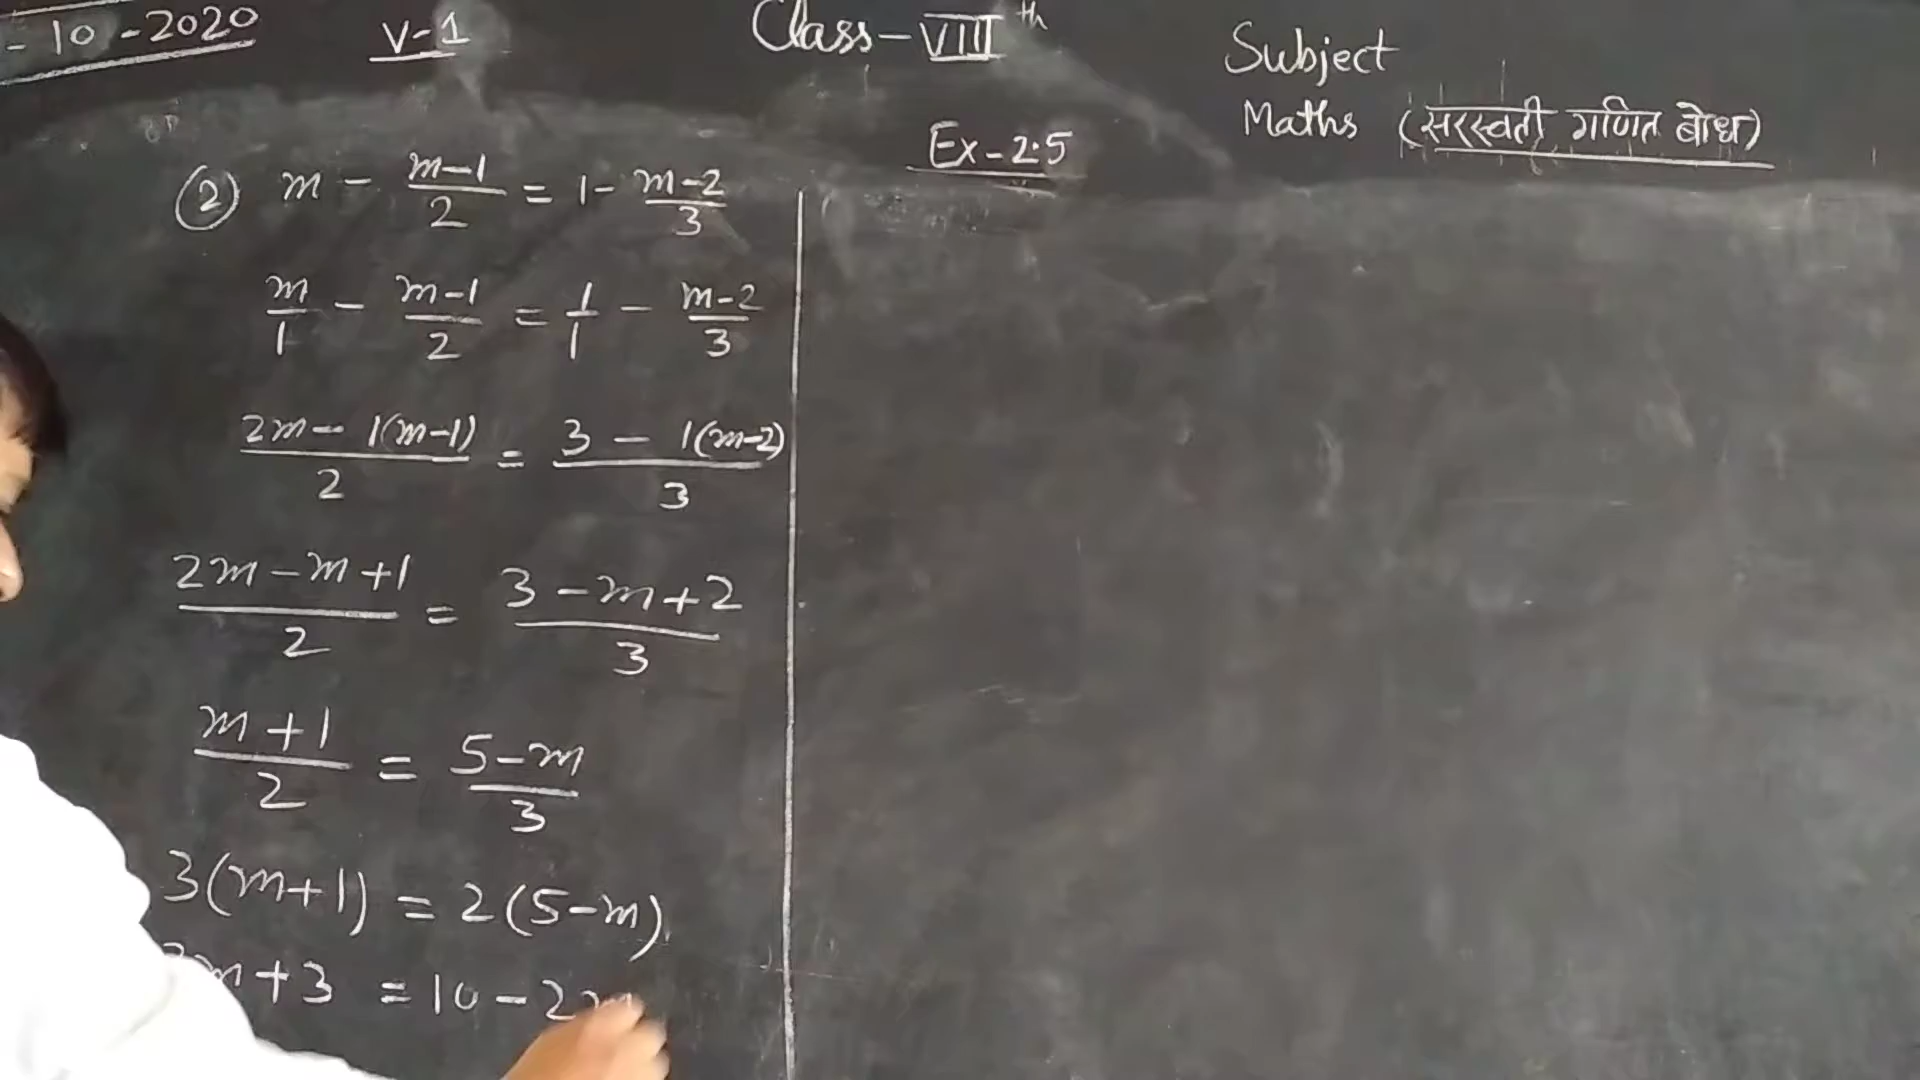 - 10 - 2020
V-1
Class - VIII th
Subject
Maths (सरस्वती गणित बोध)
Ex - 2.5
(2) m - (m-1)/2 = 1 - (m-2)/3
m/1 - (m-1)/2 = 1/1 - (m-2)/3
(2m - 1(m-1))/2 = (3 - 1(m-2))/3
(2m - m + 1)/2 = (3 - m + 2)/3
(m + 1)/2 = (5 - m)/3
3(m+1) = 2(5-m)
m + 3 = 10 - 2